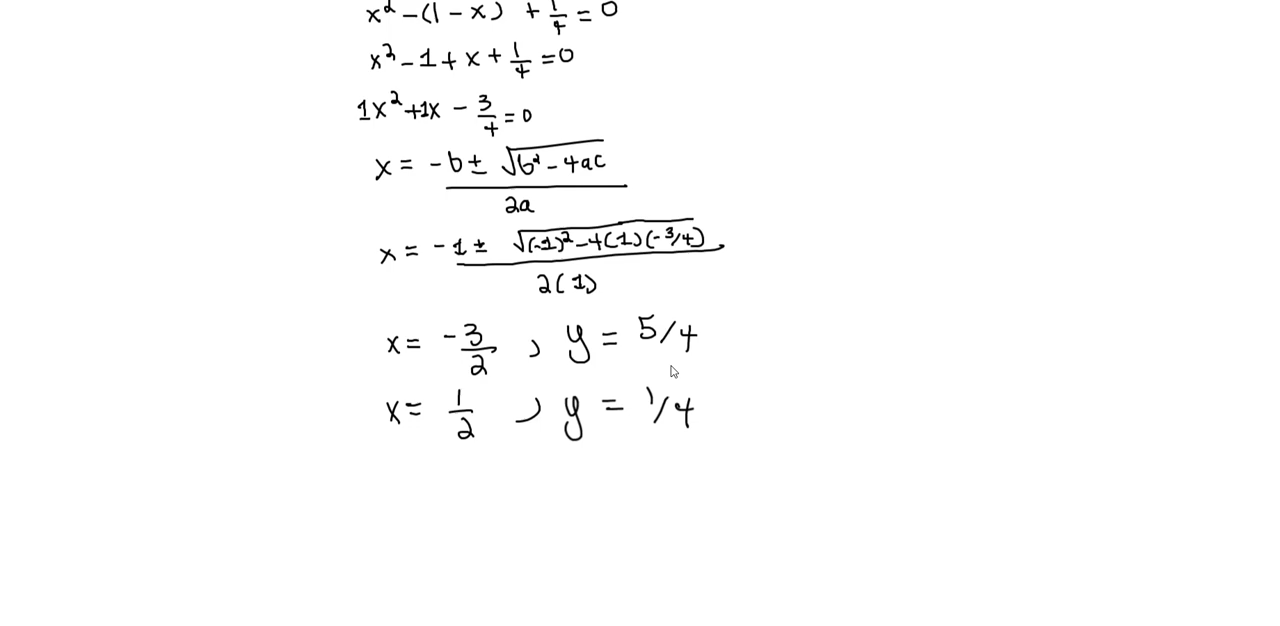 x² - (1 - x) + 1/4 = 0
x² - 1 + x + 1/4 = 0
1x² + 1x - 3/4 = 0
x = -b ± √(b² - 4ac) / 2a
x = -1 ± √((-1)² - 4(1)(-3/4)) / 2(1)
x = -3/2 , y = 5/4
x = 1/2 , y = 1/4